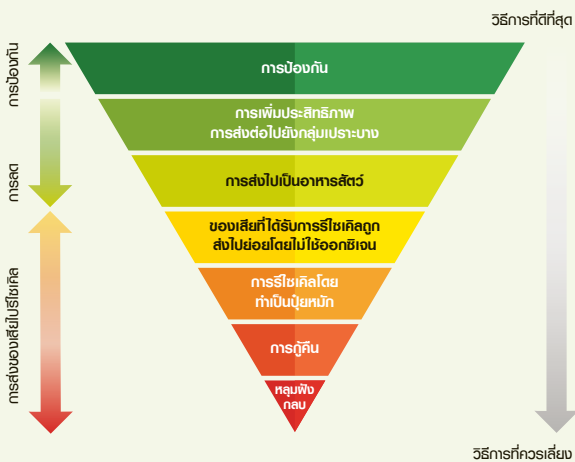 วิธีการที่ดีที่สุด
การป้องกัน
การป้องกัน
การเพิ่มประสิทธิภาพ
การส่งต่อไปยังกลุ่มเปราะบาง
การลด
การส่งไปเป็นอาหารสัตว์
ของเสียที่ได้รับการรีไซเคิลถูก
ส่งไปย่อยโดยไม่ใช้ออกซิเจน
การส่งของเสียไปรีไซเคิล
การรีไซเคิลโดย
ทำเป็นปุ๋ยหมัก
การกู้คืน
หลุมฝัง
กลบ
วิธีการที่ควรเลี่ยง